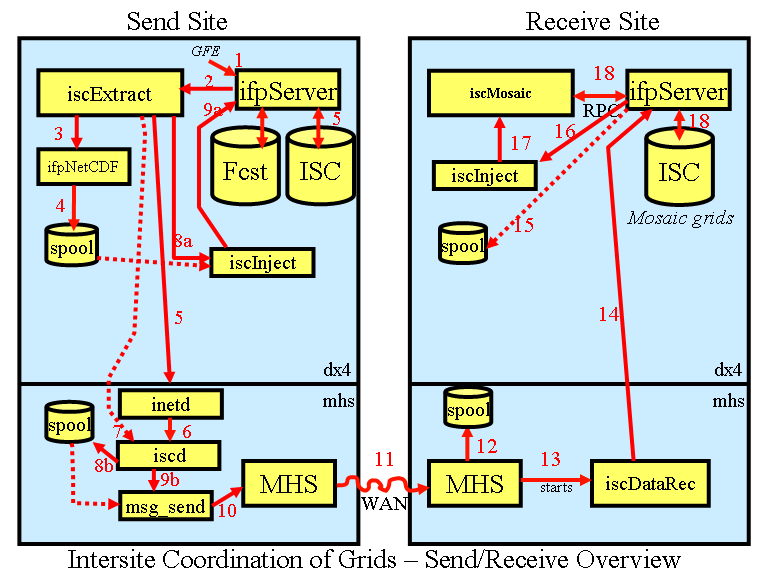 Send Site
Receive Site
GFE
1
2
iscExtract
ifpServer
9a
3
5
ifpNetCDF
Fcst
ISC
4
spool
8a
iscInject
5
dx4
mhs
inetd
spool
7
6
iscd
8b
9b
msg_send
10
MHS
11
WAN
18
iscMosaic
ifpServer
RPC
16
18
17
iscInject
ISC
Mosaic grids
15
spool
14
dx4
mhs
spool
12
13
MHS
starts
iscDataRec
Intersite Coordination of Grids – Send/Receive Overview